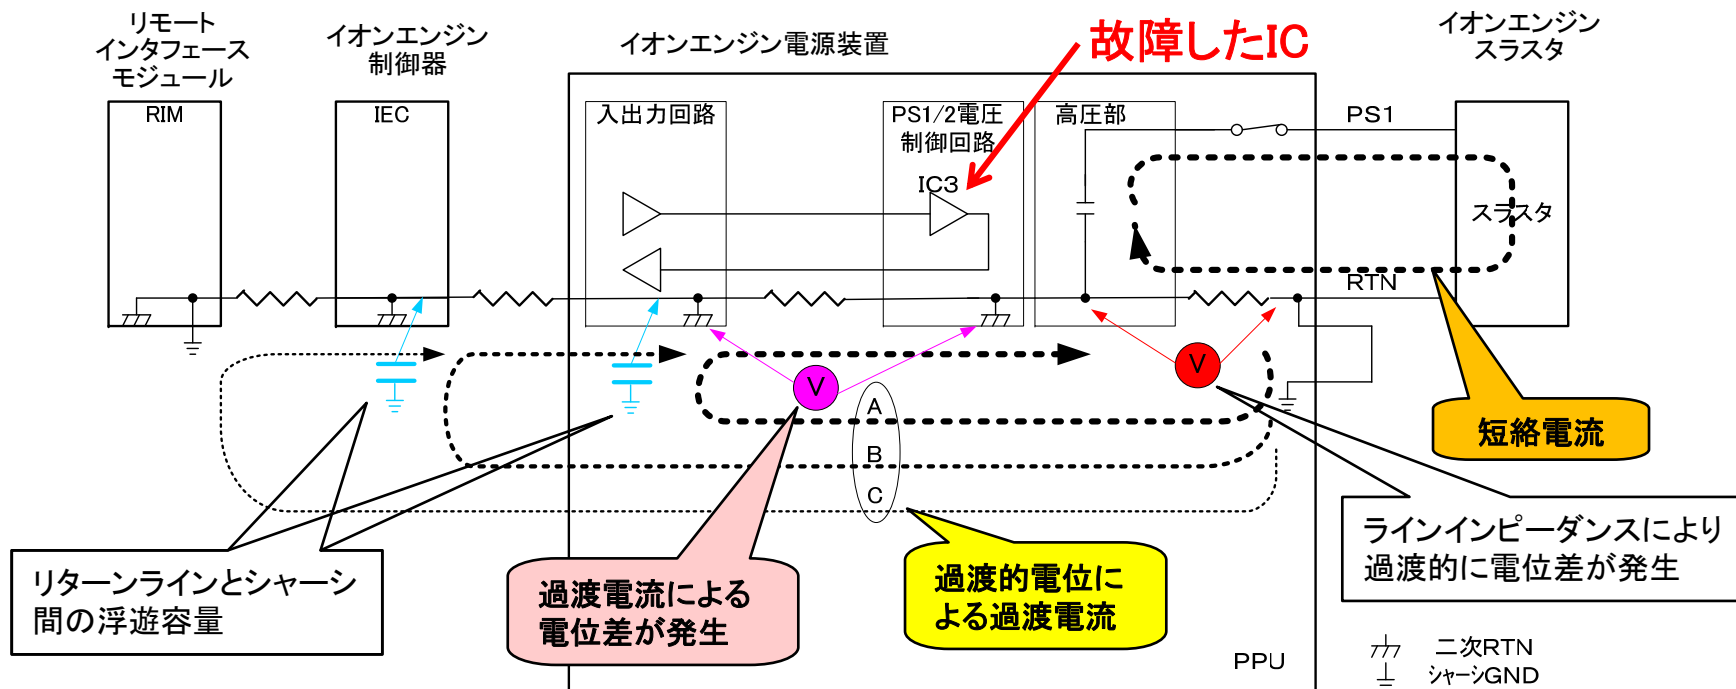 リモート
インタフェース
モジュール
イオンエンジン
制御器
イオンエンジン電源装置
故障したIC
イオンエンジン
スラスタ
RIM
IEC
入出力回路
PS1/2電圧
制御回路
高圧部
PS1
IC3
スラスタ
RTN
V
V
A
B
C
短絡電流
リターンラインとシャーシ
間の浮遊容量
過渡電流による
電位差が発生
過渡的電位に
よる過渡電流
ラインインピーダンスにより
過渡的に電位差が発生
PPU
二次RTN
シャーシGND